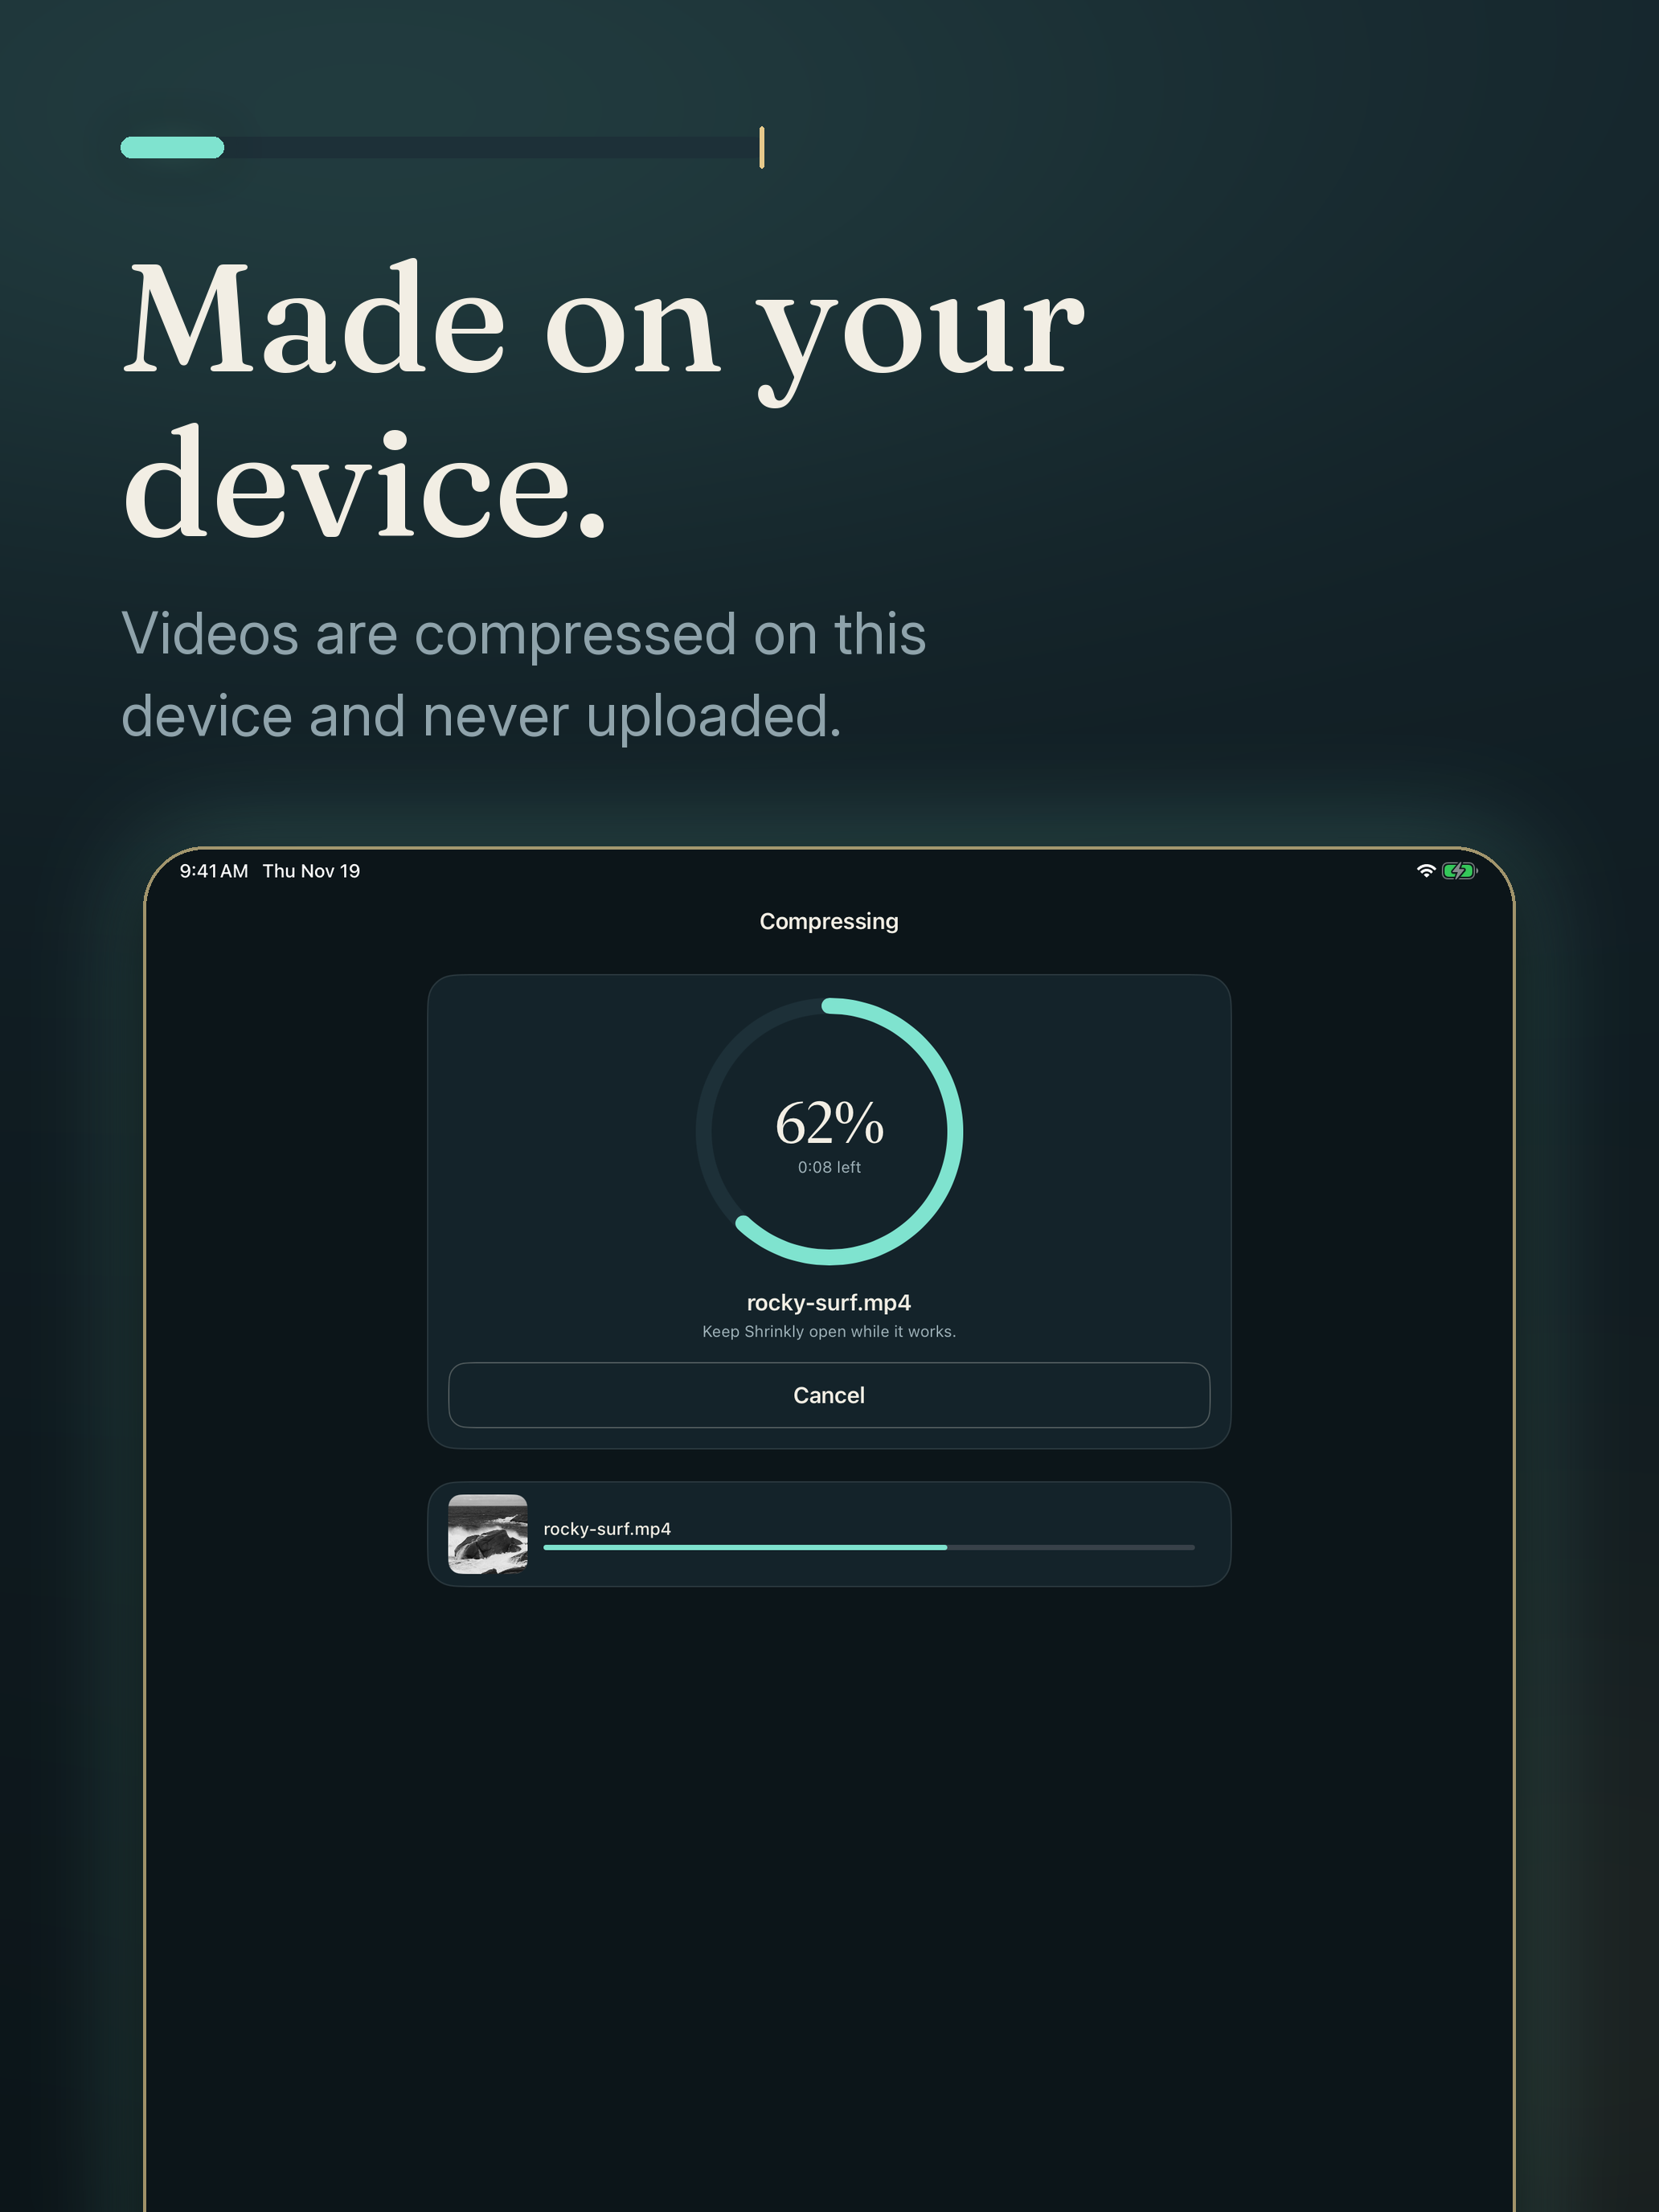 Made on your
device.
Videos are compressed on this
device and never uploaded.
9:41 AM Thu Nov 19
Compressing
62%
0:08 left
rocky-surf.mp4
Keep Shrinkly open while it works.
Cancel
rocky-surf.mp4